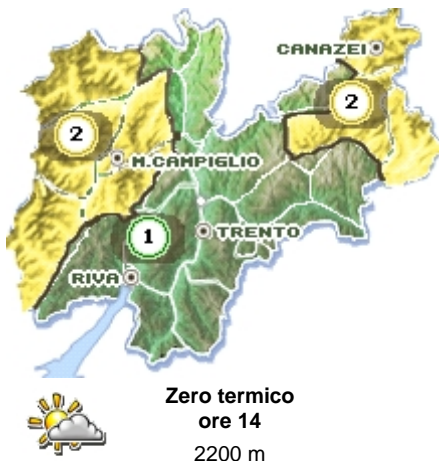 CANAZEI
2
2
M.CAMPIGLIO
1
TRENTO
RIVA
Zero termico
ore 14
2200 m